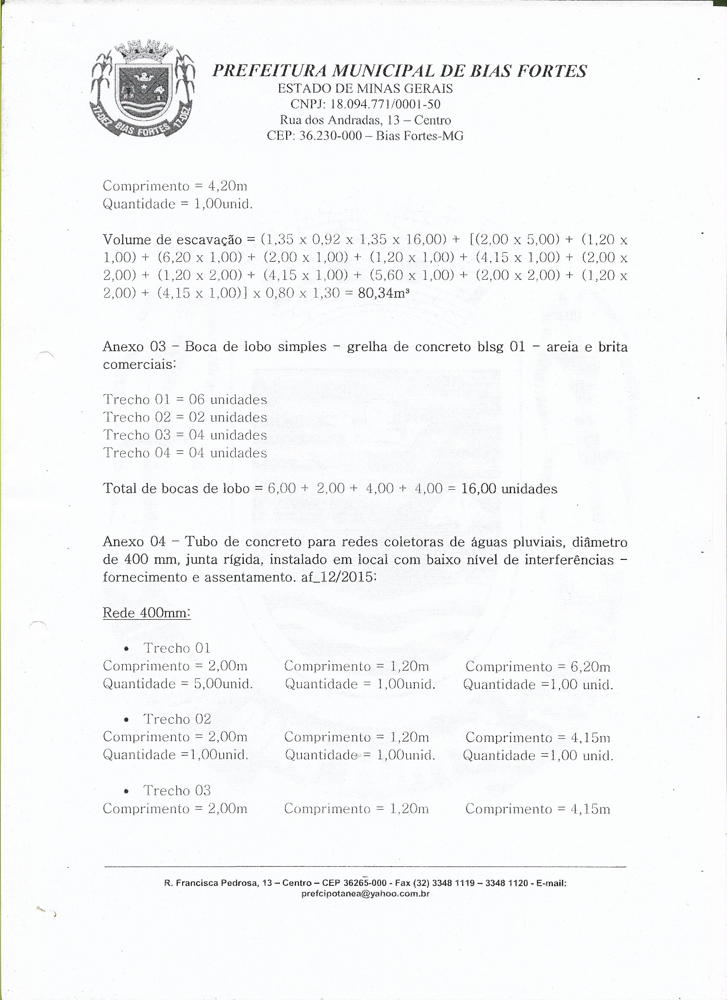 17-DEZ BIAS FORTES 17-DEZ
PREFEITURA MUNICIPAL DE BIAS FORTES
ESTADO DE MINAS GERAIS
CNPJ: 18.094.771/0001-50
Rua dos Andradas, 13 – Centro
CEP: 36.230-000 – Bias Fortes-MG
Comprimento = 4,20m
Quantidade = 1,00unid.
Volume de escavação = (1,35 x 0,92 x 1,35 x 16,00) + [(2,00 x 5,00) + (1,20 x
1,00) + (6,20 x 1,00) + (2,00 x 1,00) + (1,20 x 1,00) + (4,15 x 1,00) + (2,00 x
2,00) + (1,20 x 2,00) + (4,15 x 1,00) + (5,60 x 1,00) + (2,00 x 2,00) + (1,20 x
2,00) + (4,15 x 1,00)] x 0,80 x 1,30 = 80,34m³
Anexo 03 – Boca de lobo simples – grelha de concreto blsg 01 – areia e brita
comerciais:
Trecho 01 = 06 unidades
Trecho 02 = 02 unidades
Trecho 03 = 04 unidades
Trecho 04 = 04 unidades
Total de bocas de lobo = 6,00 + 2,00 + 4,00 + 4,00 = 16,00 unidades
Anexo 04 – Tubo de concreto para redes coletoras de águas pluviais, diâmetro
de 400 mm, junta rígida, instalado em local com baixo nível de interferências –
fornecimento e assentamento. af_12/2015:
Rede 400mm:
• Trecho 01
Comprimento = 2,00m Comprimento = 1,20m Comprimento = 6,20m
Quantidade = 5,00unid. Quantidade = 1,00unid. Quantidade =1,00 unid.
• Trecho 02
Comprimento = 2,00m Comprimento = 1,20m Comprimento = 4,15m
Quantidade =1,00unid. Quantidade = 1,00unid. Quantidade =1,00 unid.
• Trecho 03
Comprimento = 2,00m Comprimento = 1,20m Comprimento = 4,15m
R. Francisca Pedrosa, 13 – Centro – CEP 36265-000 - Fax (32) 3348 1119 – 3348 1120 - E-mail:
prefcipotanea@yahoo.com.br